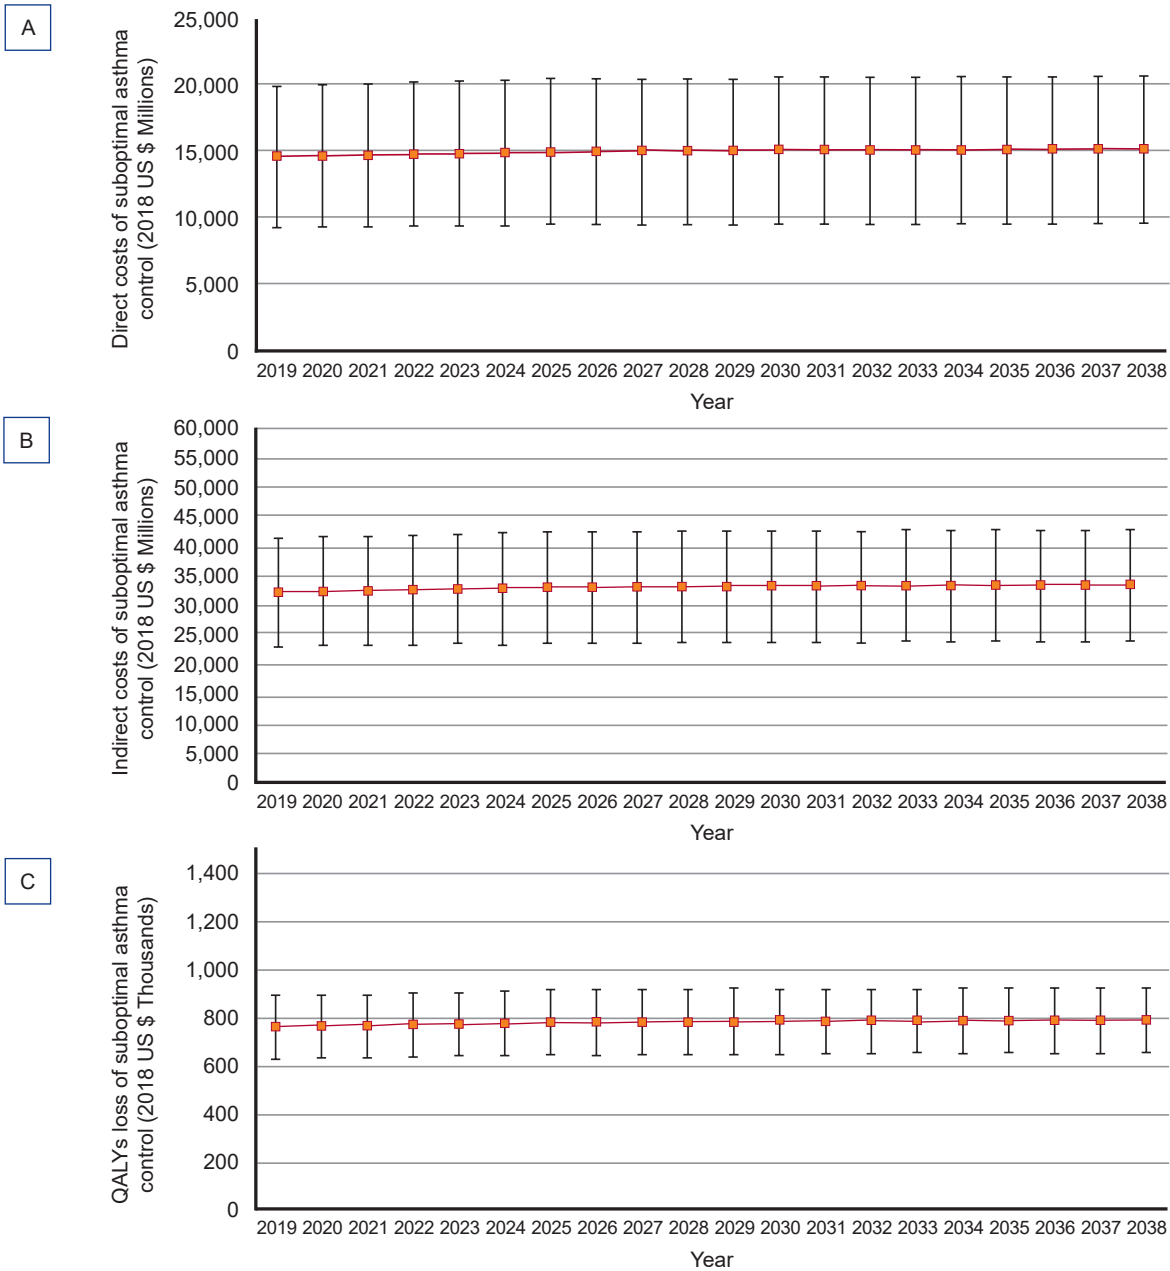 A
Direct costs of suboptimal asthma
control (2018 US $ Millions)
25,000
20,000
15,000
10,000
5,000
0
2019 2020 2021 2022 2023 2024 2025 2026 2027 2028 2029 2030 2031 2032 2033 2034 2035 2036 2037 2038
Year
B
Indirect costs of suboptimal asthma
control (2018 US $ Millions)
60,000
55,000
50,000
45,000
40,000
35,000
30,000
25,000
20,000
15,000
10,000
5,000
0
2019 2020 2021 2022 2023 2024 2025 2026 2027 2028 2029 2030 2031 2032 2033 2034 2035 2036 2037 2038
Year
C
QALYs loss of suboptimal asthma
control (2018 US $ Thousands)
1,400
1,200
1,000
800
600
400
200
0
2019 2020 2021 2022 2023 2024 2025 2026 2027 2028 2029 2030 2031 2032 2033 2034 2035 2036 2037 2038
Year